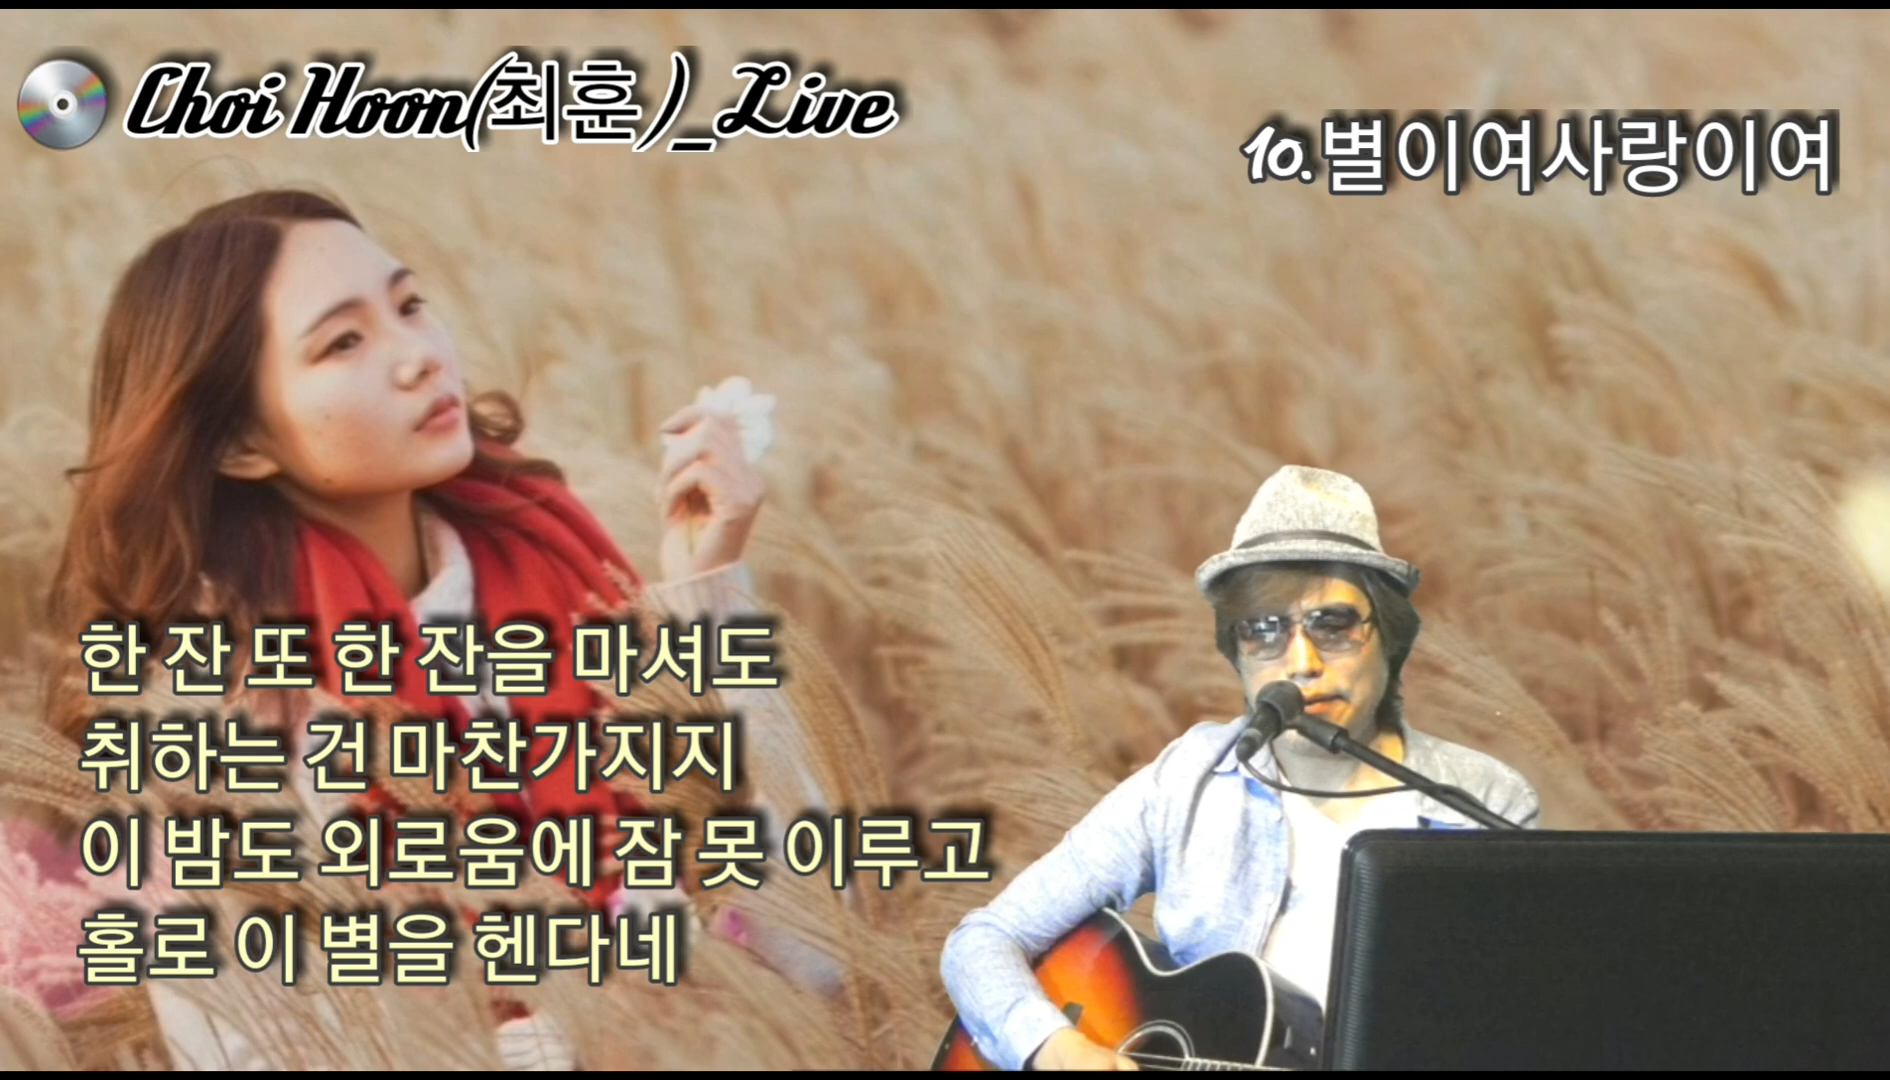 Choi Hoon(최훈)_Live
10.별이여사랑이여
한 잔 또 한 잔을 마셔도
취하는 건 마찬가지지
이 밤도 외로움에 잠 못 이루고
홀로 이 별을 헨다네